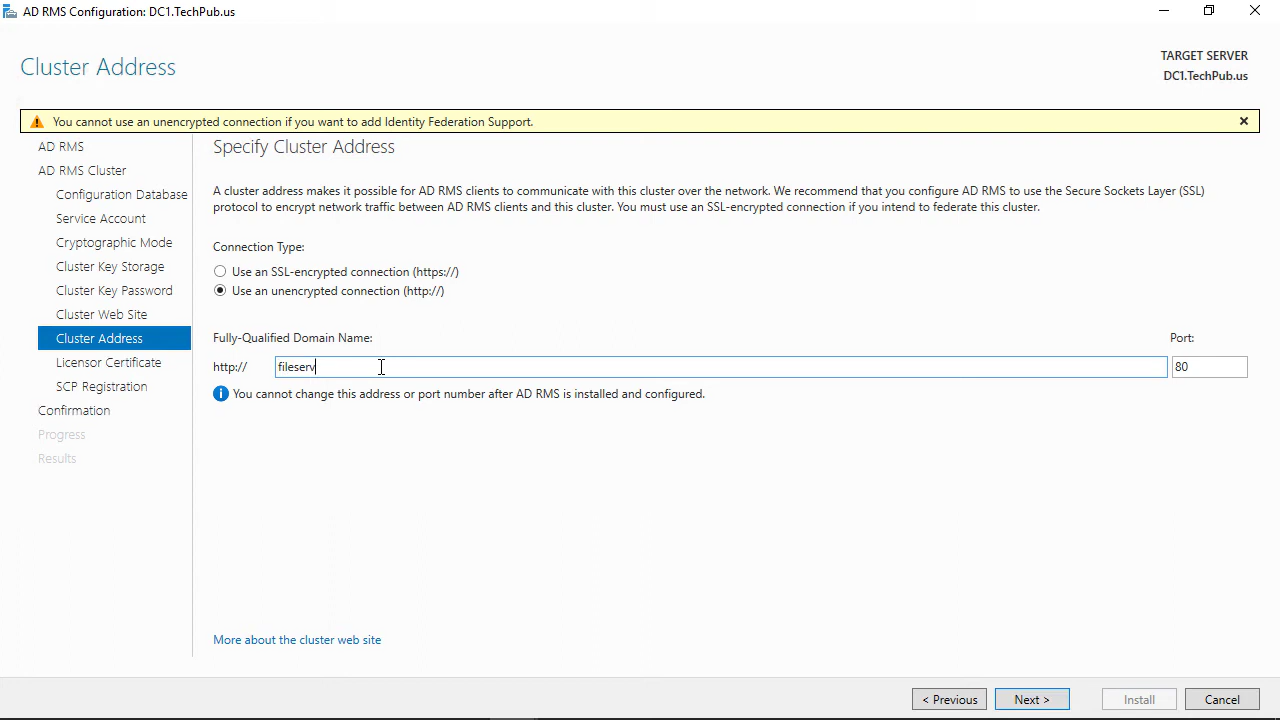 AD RMS Configuration: DC1.TechPub.us
Cluster Address
TARGET SERVER
DC1.TechPub.us
You cannot use an unencrypted connection if you want to add Identity Federation Support.
AD RMS
AD RMS Cluster
Configuration Database
Service Account
Cryptographic Mode
Cluster Key Storage
Cluster Key Password
Cluster Web Site
Cluster Address
Licensor Certificate
SCP Registration
Confirmation
Progress
Results
Specify Cluster Address
A cluster address makes it possible for AD RMS clients to communicate with this cluster over the network. We recommend that you configure AD RMS to use the Secure Sockets Layer (SSL)
protocol to encrypt network traffic between AD RMS clients and this cluster. You must use an SSL-encrypted connection if you intend to federate this cluster.
Connection Type:
Use an SSL-encrypted connection (https://)
Use an unencrypted connection (http://)
Fully-Qualified Domain Name:
Port:
http://
fileserv
80
You cannot change this address or port number after AD RMS is installed and configured.
More about the cluster web site
< Previous
Next >
Install
Cancel